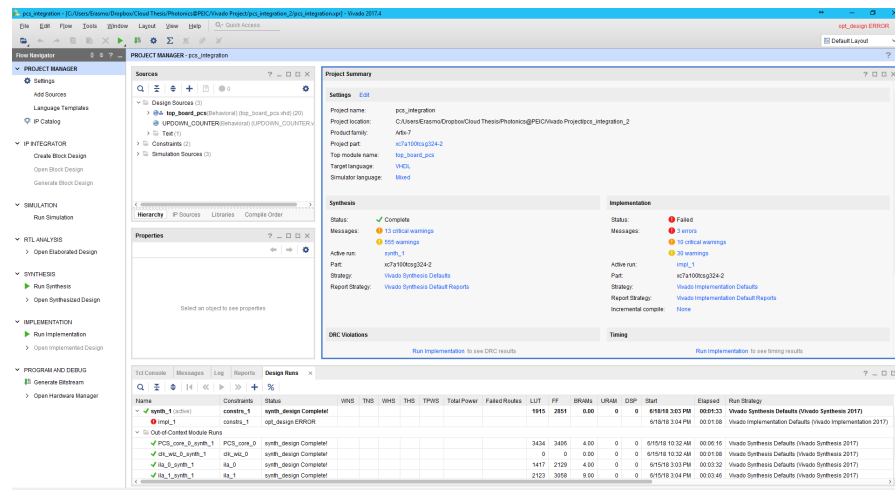 pcs_integration - [C:/Users/Erasmo/Dropbox/Cloud Thesis/Photonics@PEIC/Vivado Project/pcs_integration_2/pcs_integration.xpr] - Vivado 2017.4
File Edit Flow Tools Window Layout View Help Q- Quick Access
opt_design ERROR
Default Layout
Flow Navigator
PROJECT MANAGER - pcs_integration
PROJECT MANAGER
Settings
Add Sources
Language Templates
IP Catalog
IP INTEGRATOR
Create Block Design
Open Block Design
Generate Block Design
SIMULATION
Run Simulation
RTL ANALYSIS
Open Elaborated Design
SYNTHESIS
Run Synthesis
Open Synthesized Design
IMPLEMENTATION
Run Implementation
Open Implemented Design
PROGRAM AND DEBUG
Generate Bitstream
Open Hardware Manager
Sources
0
Design Sources (3)
top_board_pcs(Behavioral) (top_board_pcs.vhd) (20)
UPDOWN_COUNTER(Behavioral) (UPDOWN_COUNTER.v
Text (1)
Constraints (2)
Simulation Sources (3)
Hierarchy IP Sources Libraries Compile Order
Properties
Select an object to see properties
Project Summary
Settings Edit
Project name: pcs_integration
Project location: C:/Users/Erasmo/Dropbox/Cloud Thesis/Photonics@PEIC/Vivado Project/pcs_integration_2
Product family: Artix-7
Project part: xc7a100tcsg324-2
Top module name: top_board_pcs
Target language: VHDL
Simulator language: Mixed
Synthesis
Status: Complete
Messages: 13 critical warnings
555 warnings
Active run: synth_1
Part: xc7a100tcsg324-2
Strategy: Vivado Synthesis Defaults
Report Strategy: Vivado Synthesis Default Reports
Implementation
Status: Failed
Messages: 3 errors
10 critical warnings
30 warnings
Active run: impl_1
Part: xc7a100tcsg324-2
Strategy: Vivado Implementation Defaults
Report Strategy: Vivado Implementation Default Reports
Incremental compile: None
DRC Violations
Run Implementation to see DRC results
Timing
Run Implementation to see timing results
Tcl Console Messages Log Reports Design Runs
Name Constraints Status WNS TNS WHS THS TPWS Total Power Failed Routes LUT FF BRAMs URAM DSP Start Elapsed Run Strategy
synth_1 (active) constrs_1 synth_design Complete! 1915 2851 0.00 0 0 6/18/18 3:03 PM 00:01:33 Vivado Synthesis Defaults (Vivado Synthesis 2017)
impl_1 constrs_1 opt_design ERROR 6/18/18 3:04 PM 00:01:08 Vivado Implementation Defaults (Vivado Implementation 2017)
Out-of-Context Module Runs
PCS_core_0_synth_1 PCS_core_0 synth_design Complete! 3434 3406 4.00 0 0 6/15/18 10:32 AM 00:06:16 Vivado Synthesis Defaults (Vivado Synthesis 2017)
clk_wiz_0_synth_1 clk_wiz_0 synth_design Complete! 0 0 0.00 0 0 6/15/18 10:32 AM 00:01:08 Vivado Synthesis Defaults (Vivado Synthesis 2017)
ila_0_synth_1 ila_0 synth_design Complete! 1417 2129 4.00 0 0 6/15/18 3:03 PM 00:03:32 Vivado Synthesis Defaults (Vivado Synthesis 2017)
ila_1_synth_1 ila_1 synth_design Complete! 2123 3058 9.00 0 0 6/15/18 3:04 PM 00:03:46 Vivado Synthesis Defaults (Vivado Synthesis 2017)